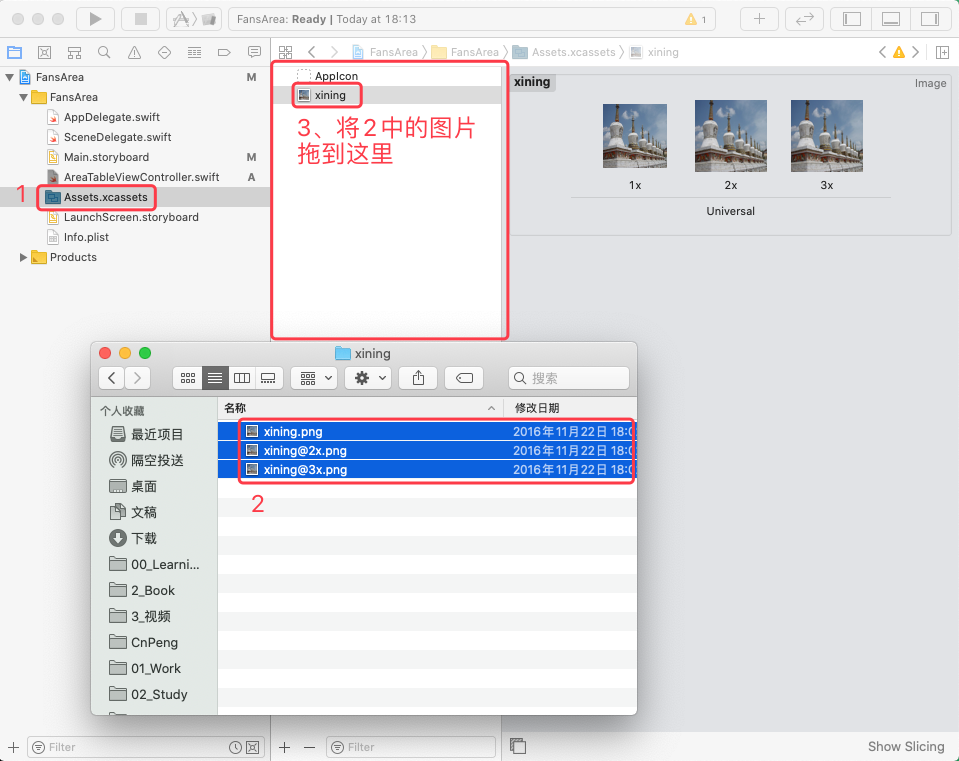 FansArea: Ready | Today at 18:13
1
FansArea
FansArea
Assets.xcassets
xining
FansArea
M
FansArea
AppDelegate.swift
SceneDelegate.swift
Main.storyboard
M
AreaTableViewController.swift
A
1
Assets.xcassets
LaunchScreen.storyboard
Info.plist
Products
AppIcon
xining
3、将2中的图片
拖到这里
xining
Image
1x
2x
3x
Universal
xining
搜索
个人收藏
最近项目
隔空投送
桌面
文稿
下载
00_Learni...
2_Book
3_视频
CnPeng
01_Work
02_Study
名称
修改日期
xining.png
2016年11月22日 18:0
xining@2x.png
2016年11月22日 18:0
xining@3x.png
2016年11月22日 18:0
2
Filter
Filter
Show Slicing